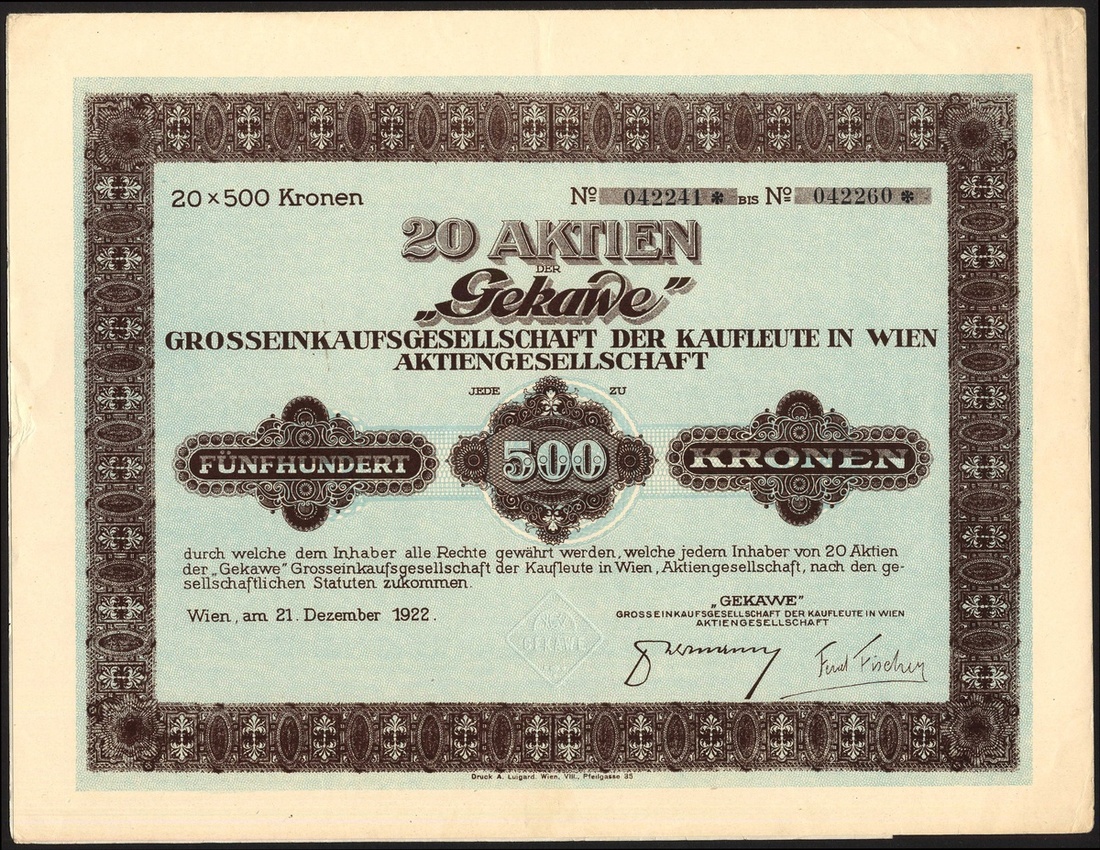 20 × 500 Kronen
Nº 042241 * BIS Nº 042260 *
20 AKTIEN
DER
„Gekawe”
GROSSEINKAUFSGESELLSCHAFT DER KAUFLEUTE IN WIEN
AKTIENGESELLSCHAFT
JEDE ZU
FÜNFHUNDERT 500 KRONEN
durch welche dem Inhaber alle Rechte gewährt werden, welche jedem Inhaber von 20 Aktien
der „Gekawe” Grosseinkaufsgesellschaft der Kaufleute in Wien, Aktiengesellschaft, nach den ge-
sellschaftlichen Statuten zukommen.
Wien, am 21. Dezember 1922.
„GEKAWE”
GROSSEINKAUFSGESELLSCHAFT DER KAUFLEUTE IN WIEN
AKTIENGESELLSCHAFT
GEKAWE
Ferd Fischer
Druck A. Luigard. Wien, VIII., Pfeilgasse 35